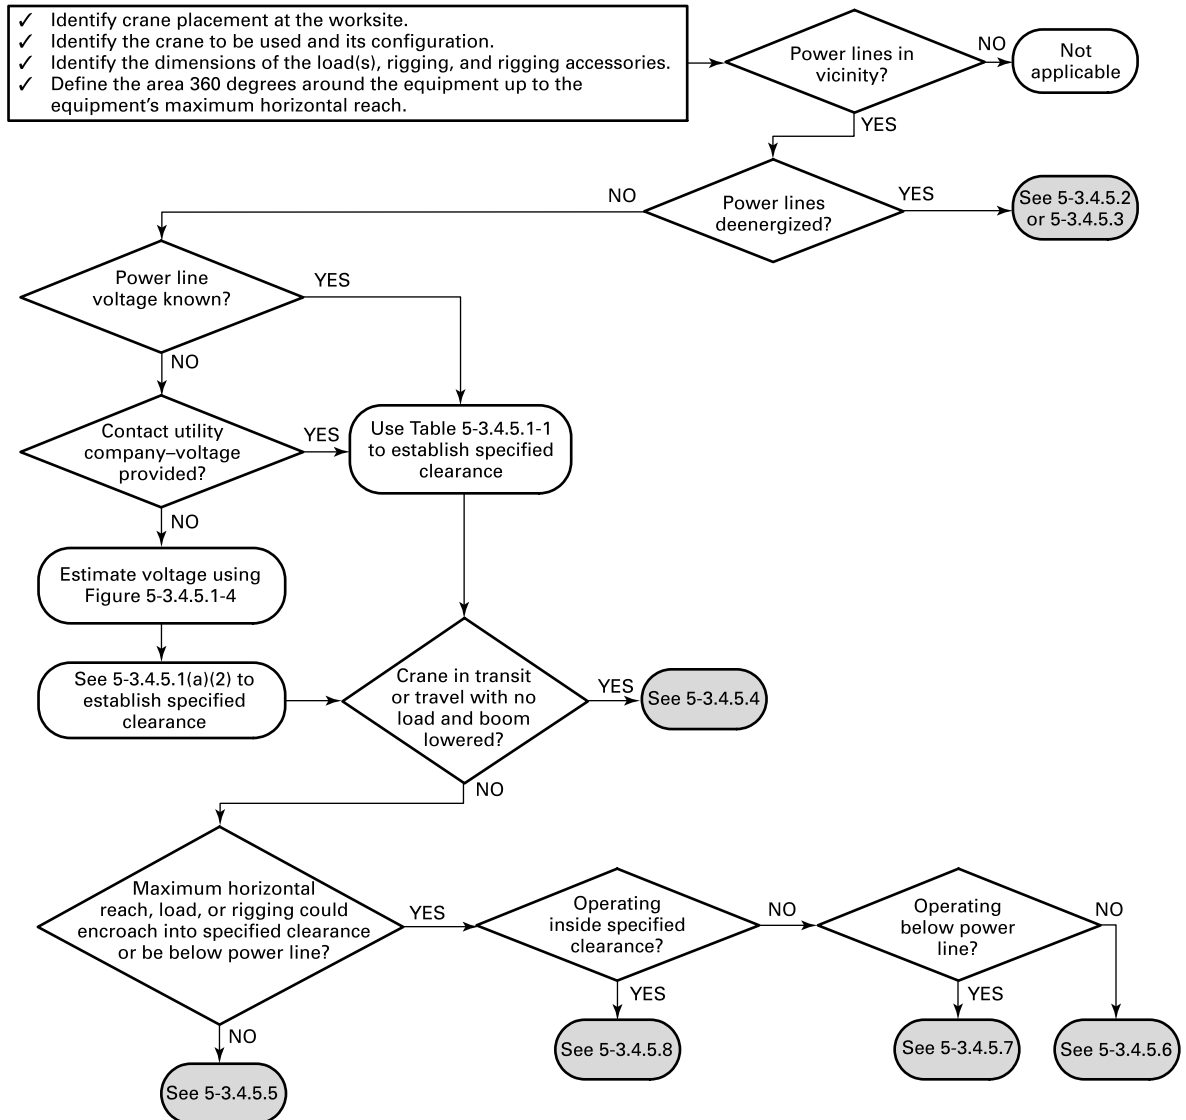 ✓ Identify crane placement at the worksite.
✓ Identify the crane to be used and its configuration.
✓ Identify the dimensions of the load(s), rigging, and rigging accessories.
✓ Define the area 360 degrees around the equipment up to the
equipment's maximum horizontal reach.
Power lines in
vicinity?
NO
Not
applicable
YES
Power lines
deenergized?
YES
See 5-3.4.5.2
or 5-3.4.5.3
NO
Power line
voltage known?
YES
NO
Contact utility
company–voltage
provided?
YES
Use Table 5-3.4.5.1-1
to establish specified
clearance
NO
Estimate voltage using
Figure 5-3.4.5.1-4
See 5-3.4.5.1(a)(2) to
establish specified
clearance
Crane in transit
or travel with no
load and boom
lowered?
YES
See 5-3.4.5.4
NO
Maximum horizontal
reach, load, or rigging could
encroach into specified clearance
or be below power line?
YES
Operating
inside specified
clearance?
NO
Operating
below power
line?
NO
NO
See 5-3.4.5.5
YES
See 5-3.4.5.8
YES
See 5-3.4.5.7
See 5-3.4.5.6